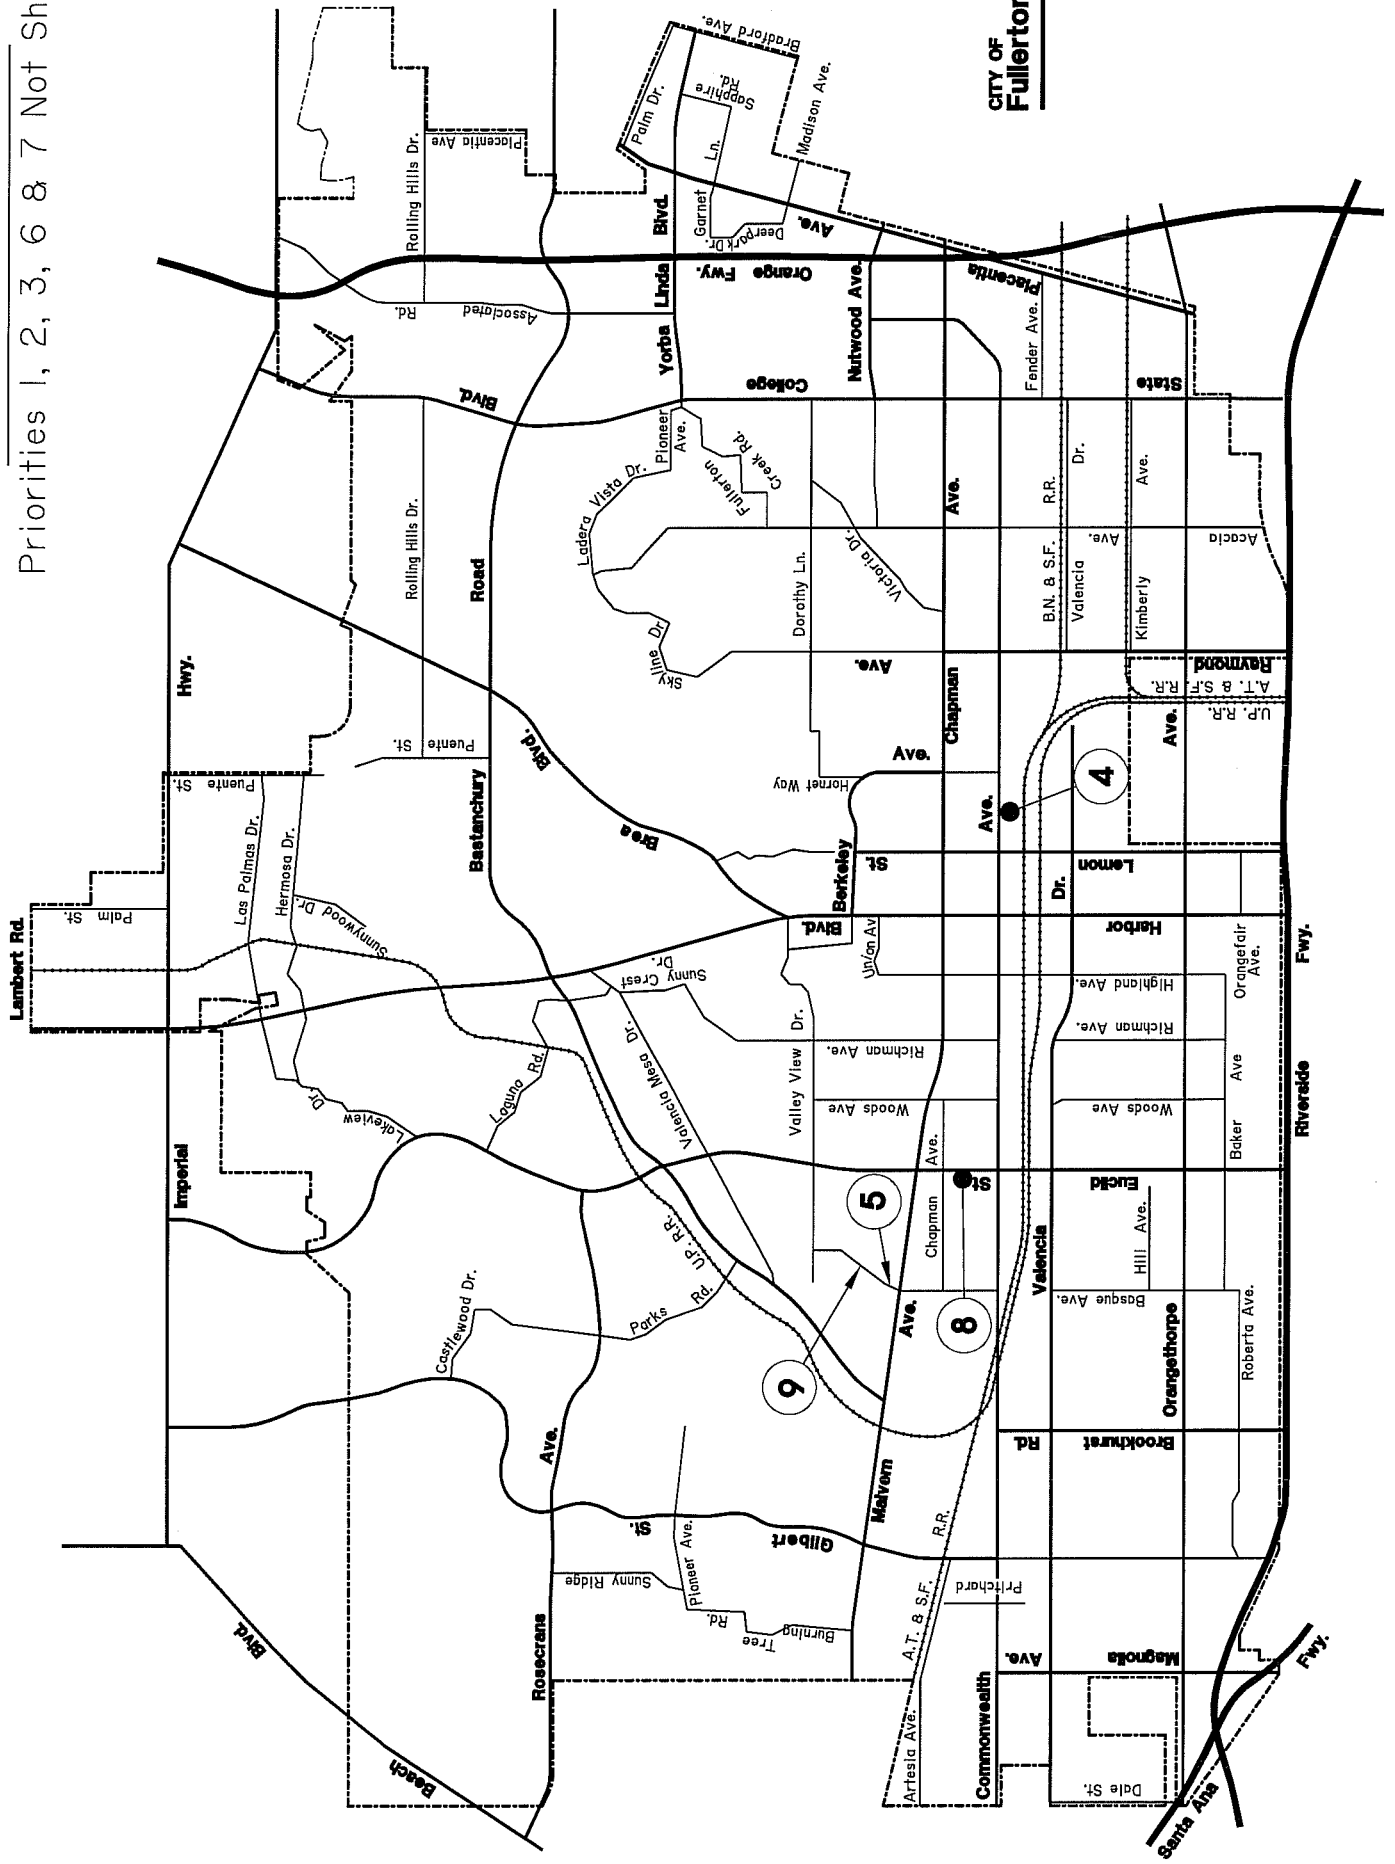 Priorities 1, 2, 3, 6 & 7 Not Sh
CITY OF
Fullerton
Lambert Rd.
Imperial
Hwy.
Palm St.
Puente St.
Las Palmas Dr.
Hermosa Dr.
Sunnywood Dr.
Lakeview Dr
Laguna Rd.
Castlewood Dr.
Parks Rd.
Rolling Hills Dr.
Rolling Hills Dr.
Placentia Ave
Puente St.
Associated Rd.
Bastanchury
Road
Brea
Blvd.
Blvd.
Rosecrans
Ave.
Beach
Blvd.
Sunny Ridge
Pioneer Ave.
Burning
Tree
Rd.
Gilbert
St.
U.P. R.R.
Valencia Mesa Dr.
Sunny Crest
Dr.
Valley View Dr.
Richman Ave.
Woods Ave
Blvd.
Union Av
Berkeley
Ave.
Hornet Way
Dorothy Ln.
Victoria Dr.
Skyline Dr
Ladera Vista Dr.
Pioneer
Ave.
Fullerton
Creek Rd.
Yorba
Linda
Blvd.
Palm Dr.
Bradford Ave.
Sapphire
Rd.
Garnet
Ln.
Deerpark Dr.
Madison Ave.
Orange Fwy.
Placentia
Ave.
College
State
Nutwood Ave.
Fender Ave.
Malvern
Ave.
Chapman
Ave.
Chapman
Ave.
Ave.
Artesia Ave.
A.T. & S.F.
R.R.
Pritchard
Commonwealth
Ave.
Magnolia
Ave.
Dale St.
Brookhurst
Rd.
Basque Ave.
Euclid
St
Hill Ave.
Woods Ave
Richman Ave.
Highland Ave.
Harbor
Lemon
St
Valencia
Dr.
B.N. & S.F.
R.R.
Valencia
Dr.
Kimberly
Ave.
Acacia
Ave.
Raymond
A.T. & S.F. R.R.
U.P. R.R.
Orangethorpe
Ave.
Roberta Ave.
Baker
Ave
Orangefair
Ave.
Riverside
Fwy.
Santa Ana
Fwy.
4
5
8
9